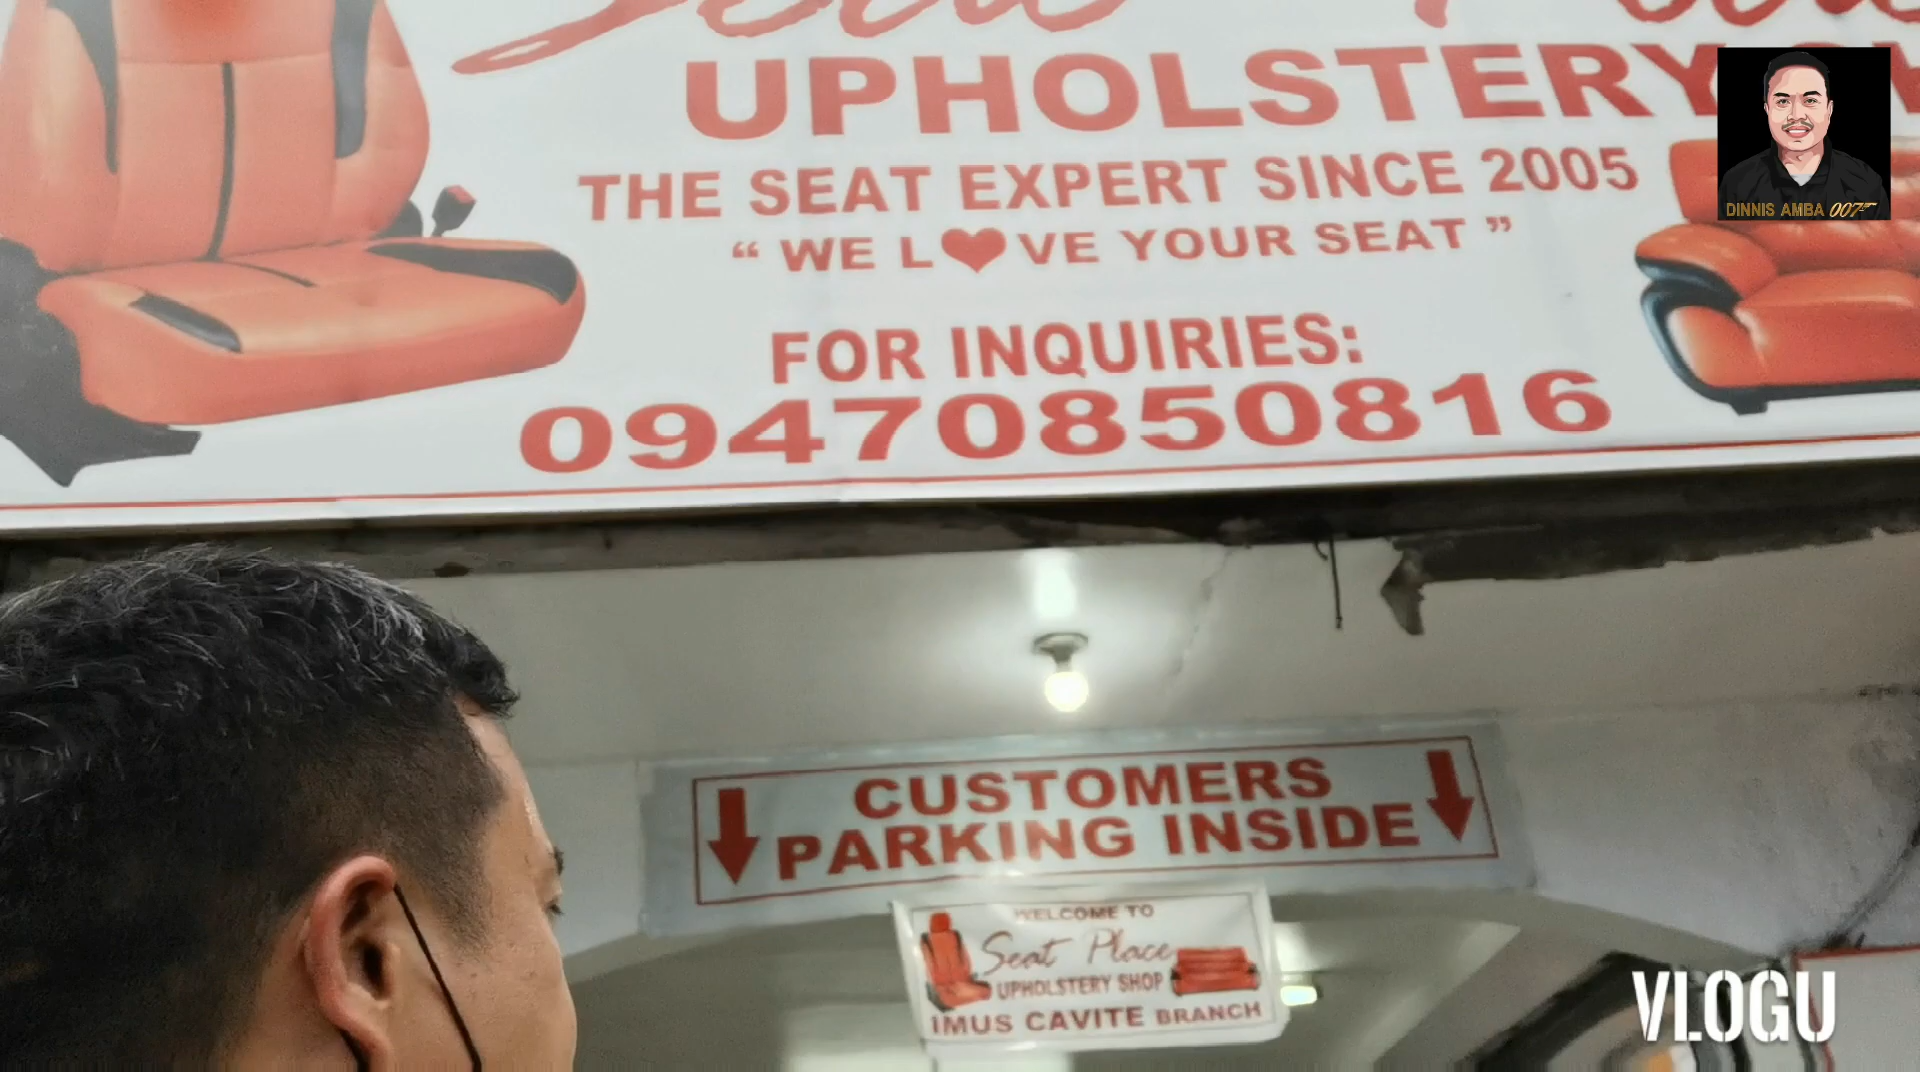 UPHOLSTERY
THE SEAT EXPERT SINCE 2005
“ WE L❤VE YOUR SEAT ”
FOR INQUIRIES:
09470850816
DINNIS AMBA 007
CUSTOMERS
PARKING INSIDE
WELCOME TO
Seat Place
UPHOLSTERY SHOP
IMUS CAVITE BRANCH
VLOGU